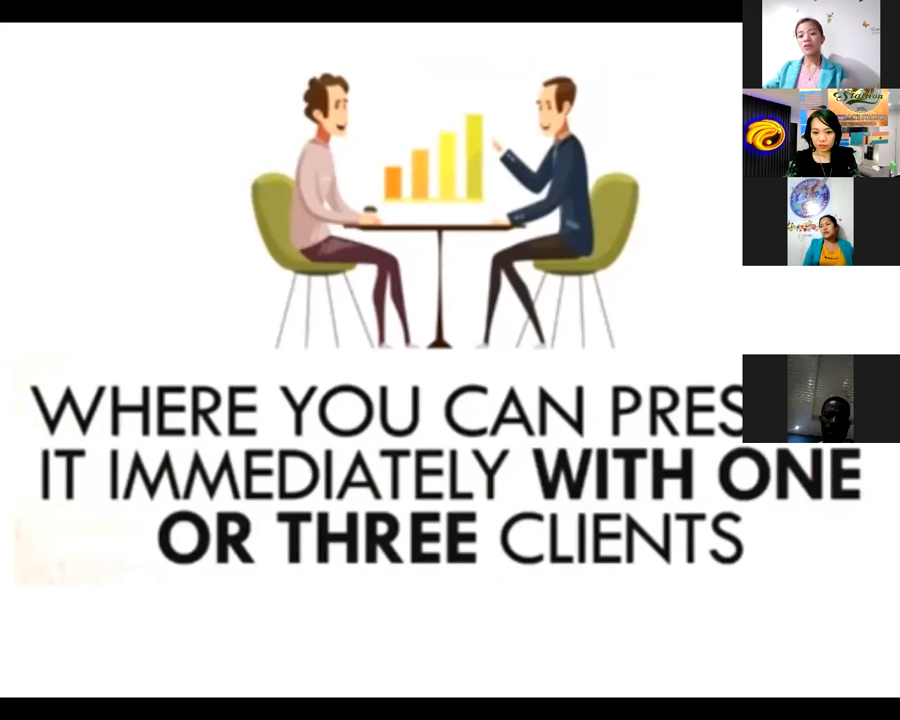 WHERE YOU CAN PRES
IT IMMEDIATELY WITH ONE
OR THREE CLIENTS